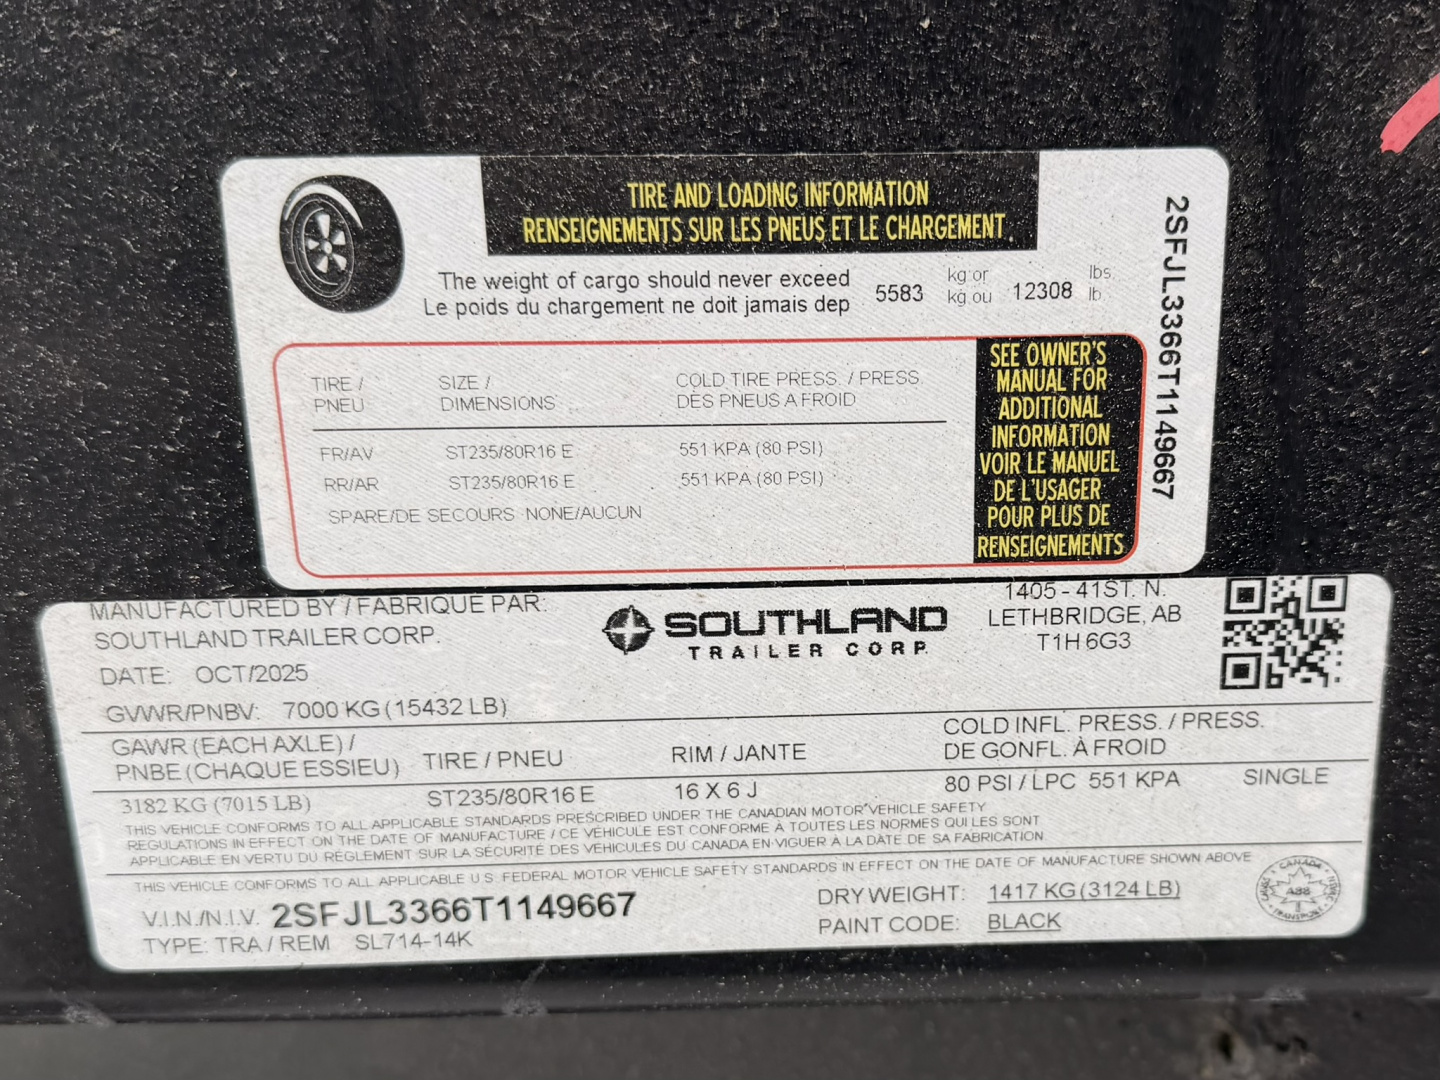 TIRE AND LOADING INFORMATION
RENSEIGNEMENTS SUR LES PNEUS ET LE CHARGEMENT
The weight of cargo should never exceed 5583 kg or 12308 lbs.
Le poids du chargement ne doit jamais dep kg ou lb.
TIRE / SIZE / COLD TIRE PRESS. / PRESS.
PNEU DIMENSIONS DES PNEUS A FROID
FR/AV ST235/80R16 E 551 KPA (80 PSI)
RR/AR ST235/80R16 E 551 KPA (80 PSI)
SPARE/DE SECOURS NONE/AUCUN
SEE OWNER'S
MANUAL FOR
ADDITIONAL
INFORMATION
VOIR LE MANUEL
DE L'USAGER
POUR PLUS DE
RENSEIGNEMENTS
2SFJL3366T1149667
MANUFACTURED BY / FABRIQUE PAR:
SOUTHLAND TRAILER CORP.
DATE: OCT/2025
GVWR/PNBV: 7000 KG (15432 LB)
SOUTHLAND
TRAILER CORP.
1405 - 41ST. N.
LETHBRIDGE, AB
T1H 6G3
GAWR (EACH AXLE) / TIRE / PNEU RIM / JANTE COLD INFL. PRESS. / PRESS.
PNBE (CHAQUE ESSIEU) DE GONFL. À FROID
3182 KG (7015 LB) ST235/80R16 E 16 X 6 J 80 PSI / LPC 551 KPA SINGLE
THIS VEHICLE CONFORMS TO ALL APPLICABLE STANDARDS PRESCRIBED UNDER THE CANADIAN MOTOR VEHICLE SAFETY
REGULATIONS IN EFFECT ON THE DATE OF MANUFACTURE / CE VÉHICULE EST CONFORME À TOUTES LES NORMES QUI LES SONT
APPLICABLE EN VERTU DU RÉGLEMENT SUR LA SÉCURITÉ DES VÉHICULES DU CANADA EN VIGUER À LA DATE DE SA FABRICATION.
THIS VEHICLE CONFORMS TO ALL APPLICABLE U.S. FEDERAL MOTOR VEHICLE SAFETY STANDARDS IN EFFECT ON THE DATE OF MANUFACTURE SHOWN ABOVE
V.I.N./N.I.V. 2SFJL3366T1149667
TYPE: TRA / REM SL714-14K
DRY WEIGHT: 1417 KG (3124 LB)
PAINT CODE: BLACK
CANADA
TRANSPORT